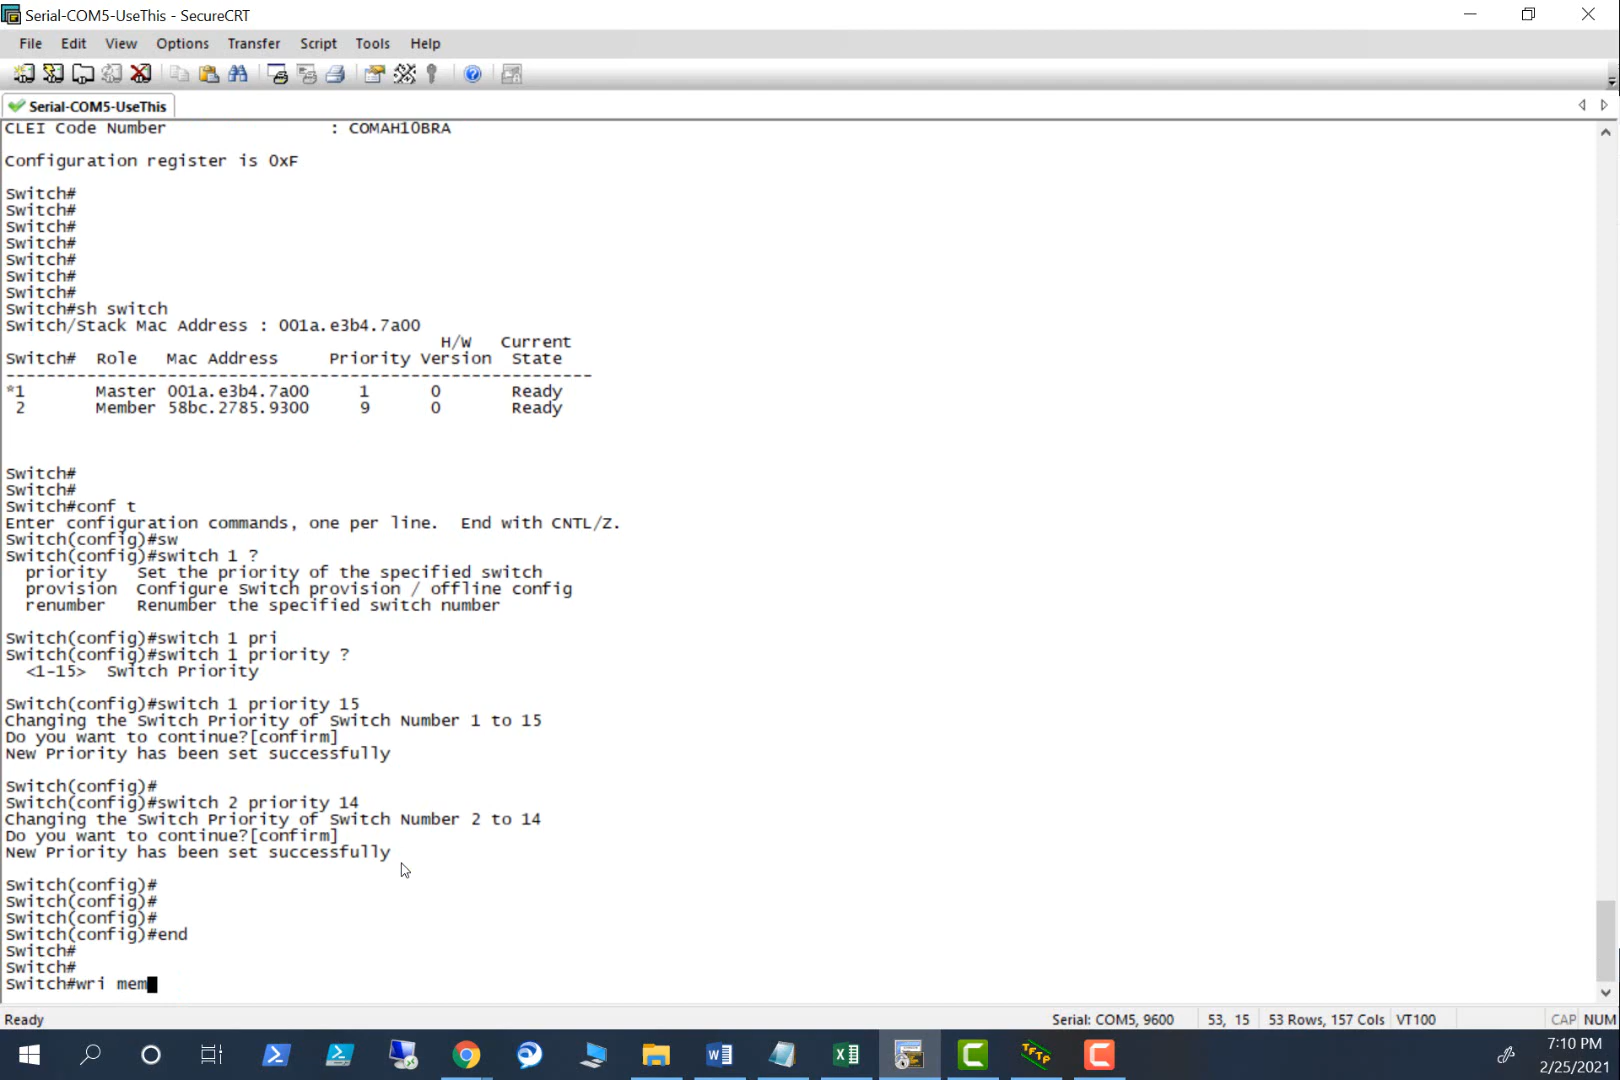 Serial-COM5-UseThis - SecureCRT
File Edit View Options Transfer Script Tools Help
Serial-COM5-UseThis
CLEI Code Number                : COMAH10BRA
Configuration register is 0xF
Switch#
Switch#
Switch#
Switch#
Switch#
Switch#
Switch#
Switch#sh switch
Switch/Stack Mac Address : 001a.e3b4.7a00
                                           H/W   Current
Switch#  Role   Mac Address     Priority Version  State
----------------------------------------------------------
*1       Master 001a.e3b4.7a00     1      0       Ready
 2       Member 58bc.2785.9300     9      0       Ready
Switch#
Switch#
Switch#conf t
Enter configuration commands, one per line.  End with CNTL/Z.
Switch(config)#sw
Switch(config)#switch 1 ?
  priority   Set the priority of the specified switch
  provision  Configure Switch provision / offline config
  renumber   Renumber the specified switch number
Switch(config)#switch 1 pri
Switch(config)#switch 1 priority ?
  <1-15>  Switch Priority
Switch(config)#switch 1 priority 15
Changing the Switch Priority of Switch Number 1 to 15
Do you want to continue?[confirm]
New Priority has been set successfully
Switch(config)#
Switch(config)#switch 2 priority 14
Changing the Switch Priority of Switch Number 2 to 14
Do you want to continue?[confirm]
New Priority has been set successfully
Switch(config)#
Switch(config)#
Switch(config)#
Switch(config)#end
Switch#
Switch#
Switch#wri mem
Ready Serial: COM5, 9600 53, 15 53 Rows, 157 Cols VT100 CAP NUM
TFTP
7:10 PM
2/25/2021